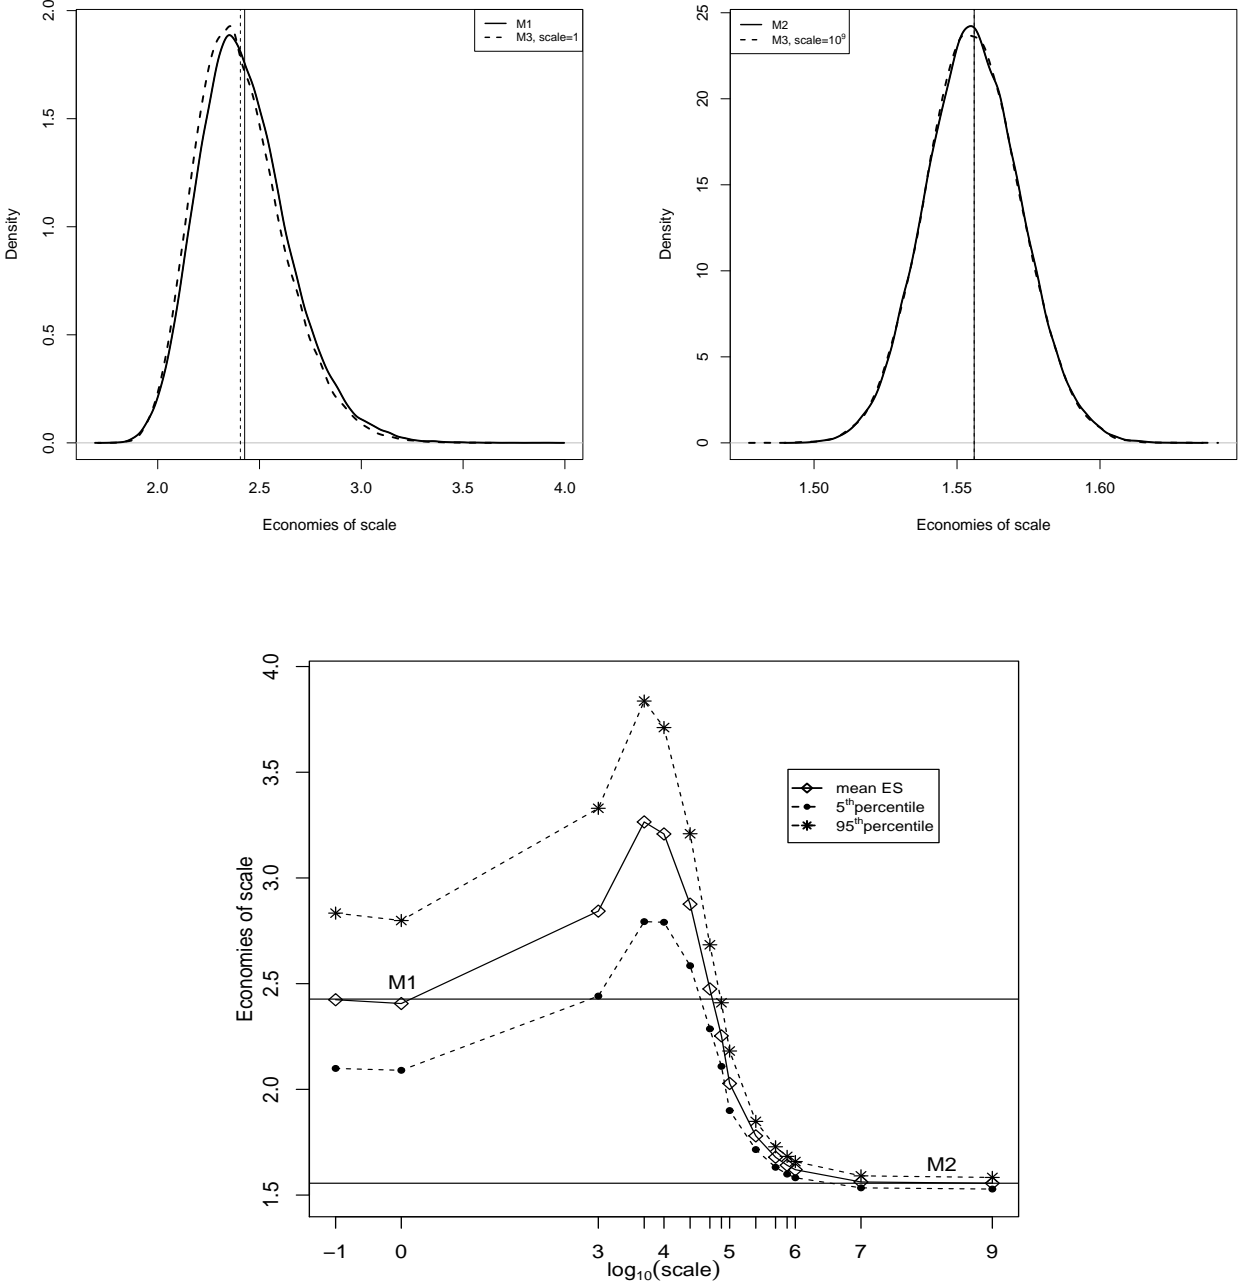 M1
M3, scale=1
Density
0.0
0.5
1.0
1.5
2.0
2.0
2.5
3.0
3.5
4.0
Economies of scale
M2
M3, scale=10⁹
Density
0
5
10
15
20
25
1.50
1.55
1.60
Economies of scale
mean ES
5ᵗʰpercentile
95ᵗʰpercentile
M1
M2
Economies of scale
1.5
2.0
2.5
3.0
3.5
4.0
−1
0
3
4
5
6
7
9
log₁₀(scale)